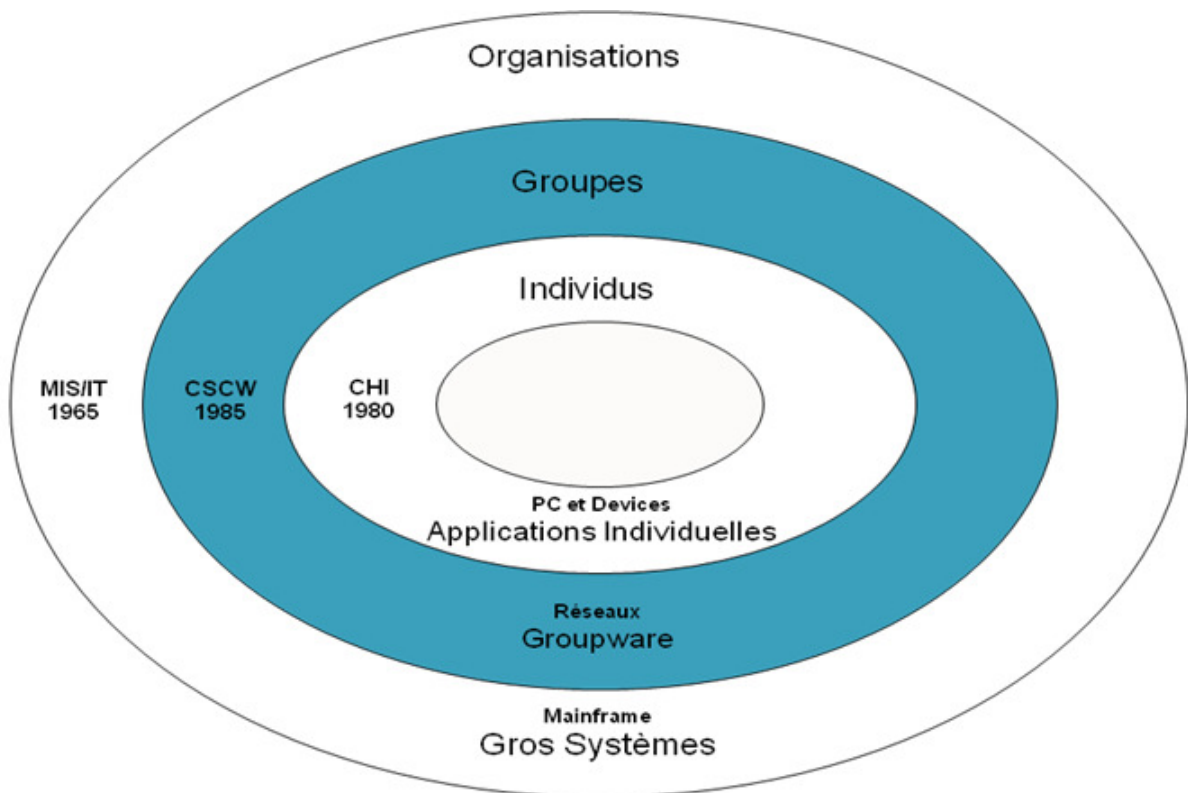 Organisations
Groupes
Individus
MIS/IT
1965
CSCW
1985
CHI
1980
PC et Devices
Applications Individuelles
Réseaux
Groupware
Mainframe
Gros Systèmes